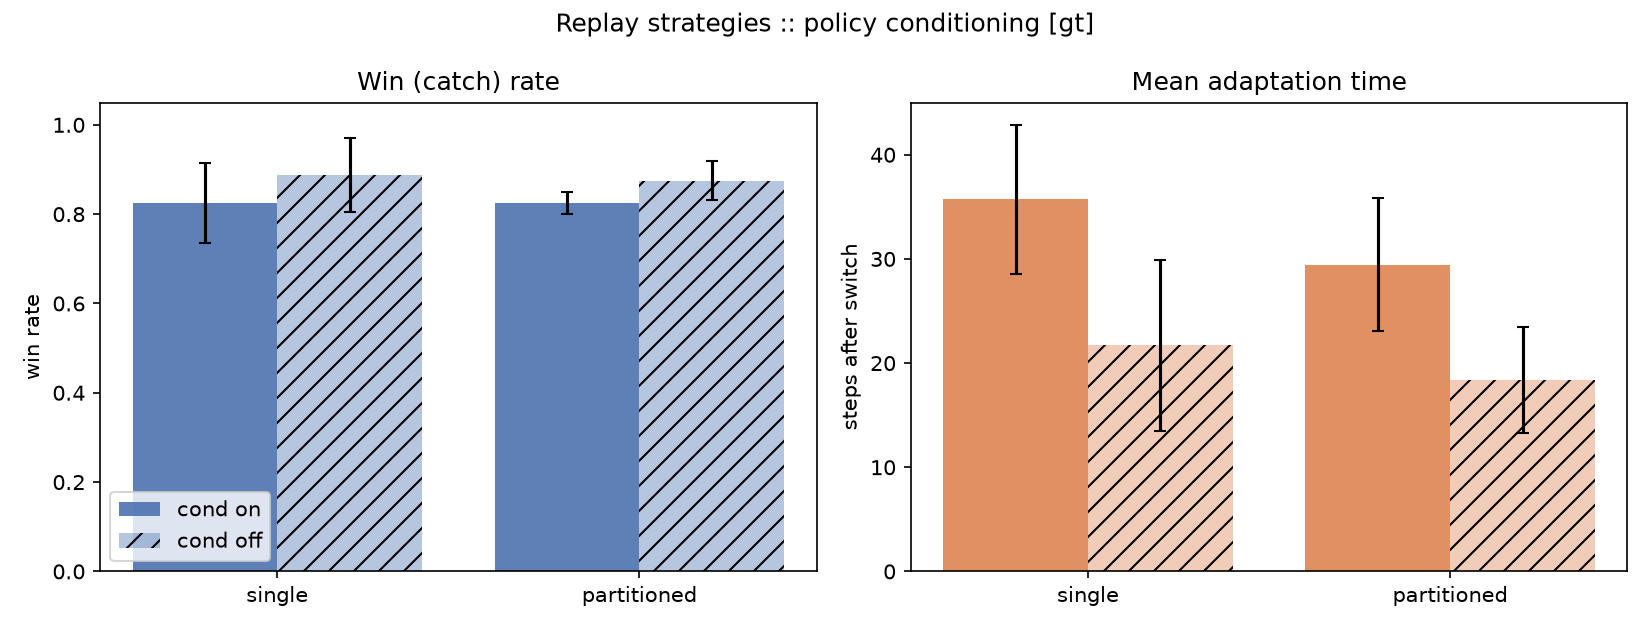 Replay strategies :: policy conditioning [gt]
Win (catch) rate
win rate
1.0
0.8
0.6
0.4
0.2
0.0
cond on
cond off
single
partitioned
Mean adaptation time
steps after switch
40
30
20
10
0
single
partitioned